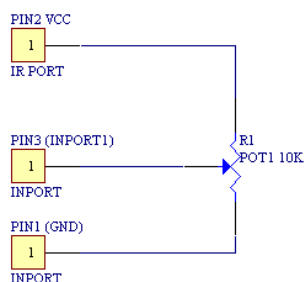 PIN2 VCC
1
IR PORT
PIN3 (INPORT1)
1
INPORT
R1
POT1 10K
PIN1 (GND)
1
INPORT